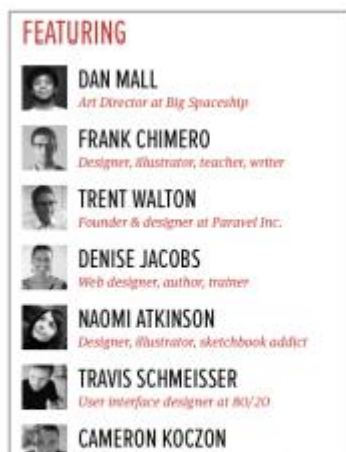 FEATURING
DAN MALL
Art Director at Big Spaceship
FRANK CHIMERO
Designer, illustrator, teacher, writer
TRENT WALTON
Founder & designer at Paravel Inc.
DENISE JACOBS
Web designer, author, trainer
NAOMI ATKINSON
Designer, illustrator, sketchbook addict
TRAVIS SCHMEISSER
User interface designer at 80/20
CAMERON KOCZON